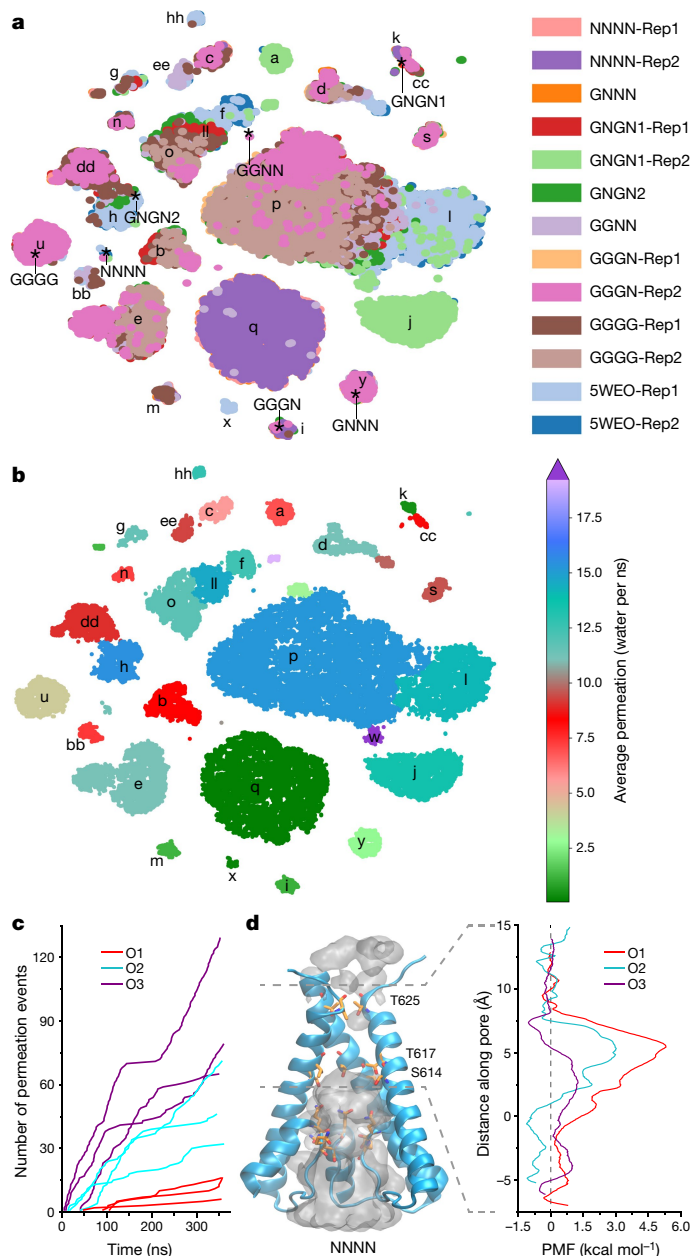 a
hh
k
c
a
ee
g
cc
d
GNGN1
f
n
ll
s
*
o
GGNN
dd
p
h
GNGN2
l
u
*
b
NNNN
GGGG
bb
e
q
j
GGGN
y
m
x
i
GNNN
NNNN-Rep1
NNNN-Rep2
GNNN
GNGN1-Rep1
GNGN1-Rep2
GNGN2
GGNN
GGGN-Rep1
GGGN-Rep2
GGGG-Rep1
GGGG-Rep2
5WEO-Rep1
5WEO-Rep2
b
hh
k
c
a
ee
g
cc
d
f
n
ll
s
o
dd
p
h
l
u
b
w
bb
e
q
j
y
m
x
i
17.5
15.0
12.5
10.0
7.5
5.0
2.5
Average permeation (water per ns)
c
O1
O2
O3
120
90
60
30
0
0
100
200
300
Number of permeation events
Time (ns)
d
T625
T617
S614
NNNN
O1
O2
O3
15
10
5
0
−5
−1.5
0
1.5
3.0
4.5
6.0
Distance along pore (Å)
PMF (kcal mol−1)